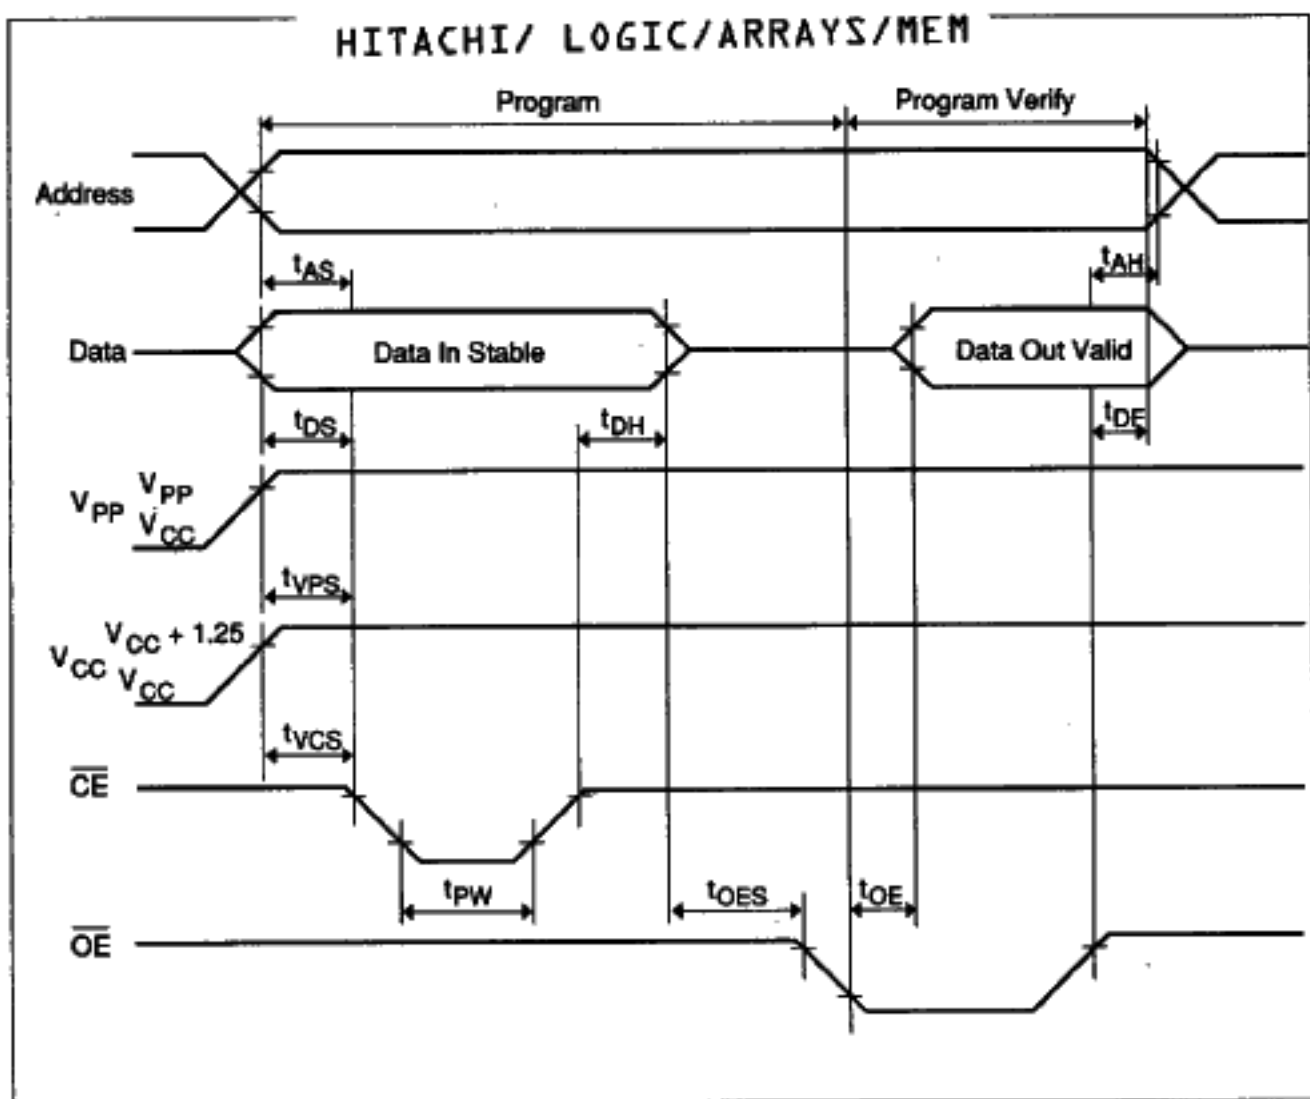 HITACHI/ LOGIC/ARRAYS/MEM
Program
Program Verify
Address
tAS
tAH
Data
Data In Stable
Data Out Valid
tDS
tDH
tDF
VPP
VPP
VCC
tVPS
VCC + 1.25
VCC
VCC
tVCS
CE
tPW
tOES
tOE
OE